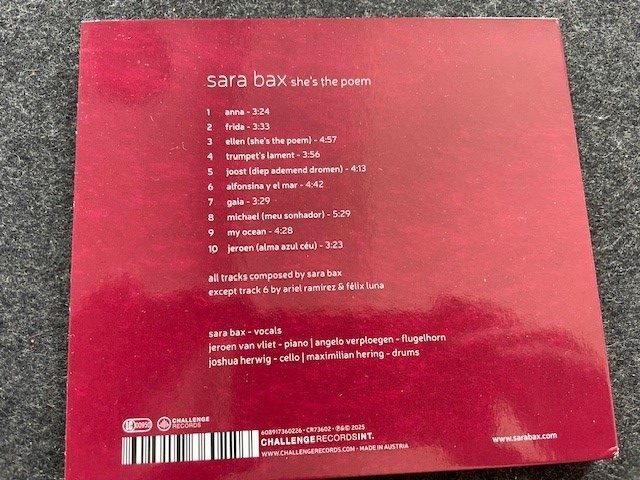 sara bax she's the poem
1 anna - 3:24
2 frida - 3:33
3 ellen (she's the poem) - 4:57
4 trumpet's lament - 3:56
5 joost (diep ademend dromen) - 4:13
6 alfonsina y el mar - 4:42
7 gaia - 3:29
8 michael (meu sonhador) - 5:29
9 my ocean - 4:28
10 jeroen (alma azul céu) - 3:23
all tracks composed by sara bax
except track 6 by ariel ramírez & félix luna
sara bax - vocals
jeroen van vliet - piano | angelo verploegen - flugelhorn
joshua herwig - cello | maximilian hering - drums
LC 00950
CHALLENGE
RECORDS
608917360226 • CR73602 • ℗&© 2025
CHALLENGE RECORDS INT.
WWW.CHALLENGERECORDS.COM • MADE IN AUSTRIA
www.sarabax.com